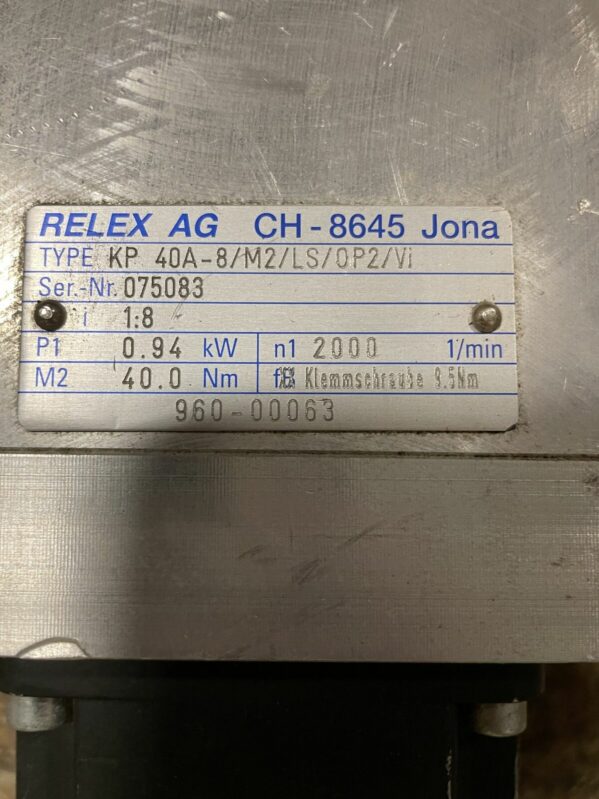 RELEX AG CH-8645 Jona
TYPE KP 40A-8/M2/LS/OP2/Vi
Ser.-Nr. 075083
i 1:8
P1 0.94 kW n1 2000 1/min
M2 40.0 Nm fB Klemmschraube 9.5Nm
960-00063